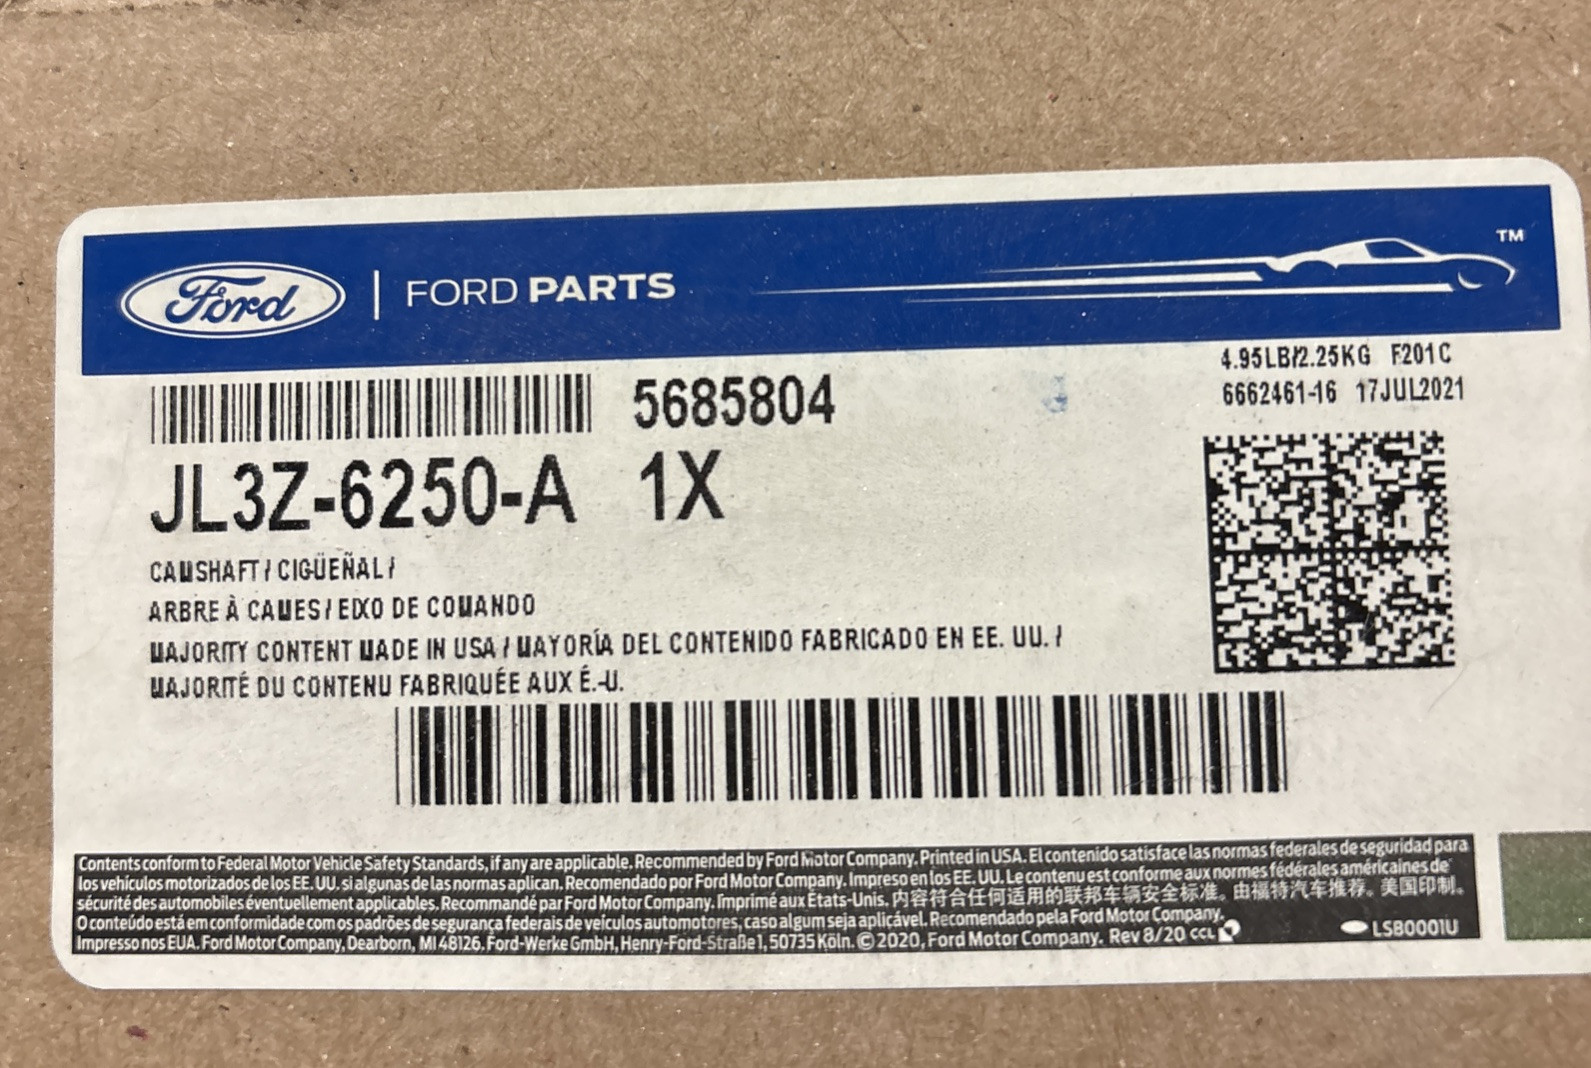 Ford | FORD PARTS
TM
4.95LB/2.25KG F201C
5685804
6662461-16 17JUL2021
JL3Z-6250-A 1X
CAMSHAFT / CIGÜEÑAL /
ARBRE À CAMES / EIXO DE COMANDO
MAJORITY CONTENT MADE IN USA / MAYORÍA DEL CONTENIDO FABRICADO EN EE. UU. /
MAJORITÉ DU CONTENU FABRIQUÉE AUX É.-U.
Contents conform to Federal Motor Vehicle Safety Standards, if any are applicable. Recommended by Ford Motor Company. Printed in USA. El contenido satisface las normas federales de seguridad para
los vehículos motorizados de los EE. UU. si algunas de las normas aplican. Recomendado por Ford Motor Company. Impreso en los EE. UU. Le contenu est conforme aux normes fédérales américaines de
sécurité des automobiles éventuellement applicables. Recommandé par Ford Motor Company. Imprimé aux États-Unis. 内容符合任何适用的联邦车辆安全标准。由福特汽车推荐。美国印制。
O conteúdo está em conformidade com os padrões de segurança federais de veículos automotores, caso algum seja aplicável. Recomendado pela Ford Motor Company.
Impresso nos EUA. Ford Motor Company, Dearborn, MI 48126. Ford-Werke GmbH, Henry-Ford-Straße 1, 50735 Köln. © 2020, Ford Motor Company. Rev 8/20 CCL
LSB0001U